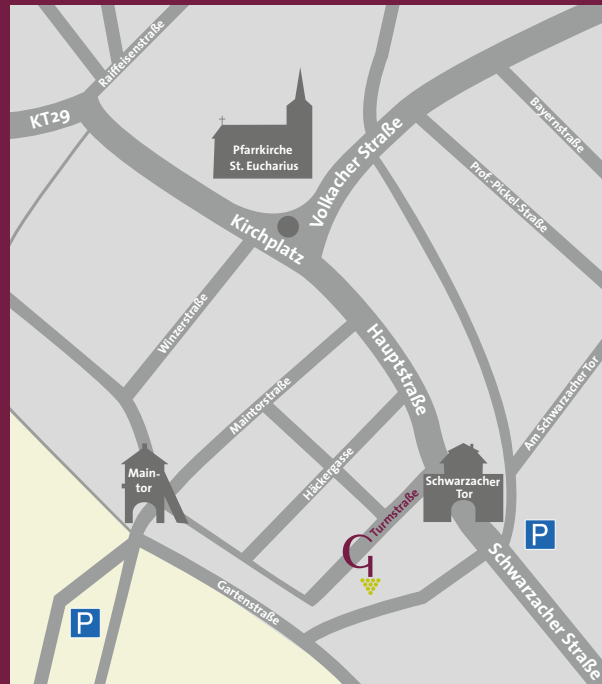 Raiffeisenstraße
KT29
Pfarrkirche
St. Eucharius
Volkacher Straße
Bayernstraße
Prof.-Pickel-Straße
Kirchplatz
Winzerstraße
Hauptstraße
Maintorstraße
Am Schwarzacher Tor
Häckergasse
Main-
tor
Schwarzacher
Tor
Turmstraße
G
P
Schwarzacher Straße
Gartenstraße
P